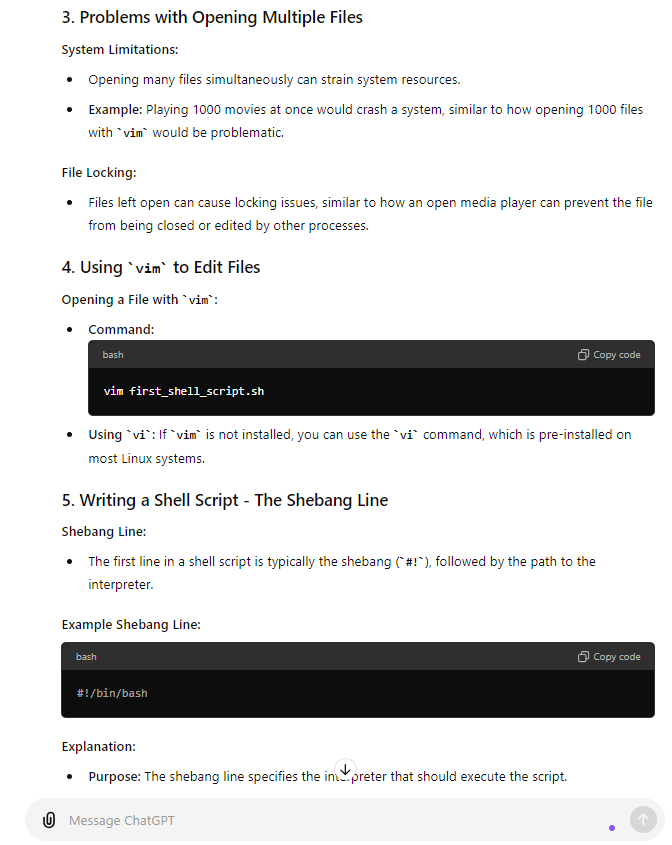 3. Problems with Opening Multiple Files
System Limitations:
• Opening many files simultaneously can strain system resources.
• Example: Playing 1000 movies at once would crash a system, similar to how opening 1000 files
with `vim` would be problematic.
File Locking:
• Files left open can cause locking issues, similar to how an open media player can prevent the file
from being closed or edited by other processes.
4. Using `vim` to Edit Files
Opening a File with `vim`:
• Command:
bash
Copy code
vim first_shell_script.sh
• Using `vi`: If `vim` is not installed, you can use the `vi` command, which is pre-installed on
most Linux systems.
5. Writing a Shell Script - The Shebang Line
Shebang Line:
• The first line in a shell script is typically the shebang (`#!`), followed by the path to the
interpreter.
Example Shebang Line:
bash
Copy code
#!/bin/bash
Explanation:
• Purpose: The shebang line specifies the interpreter that should execute the script.
Message ChatGPT